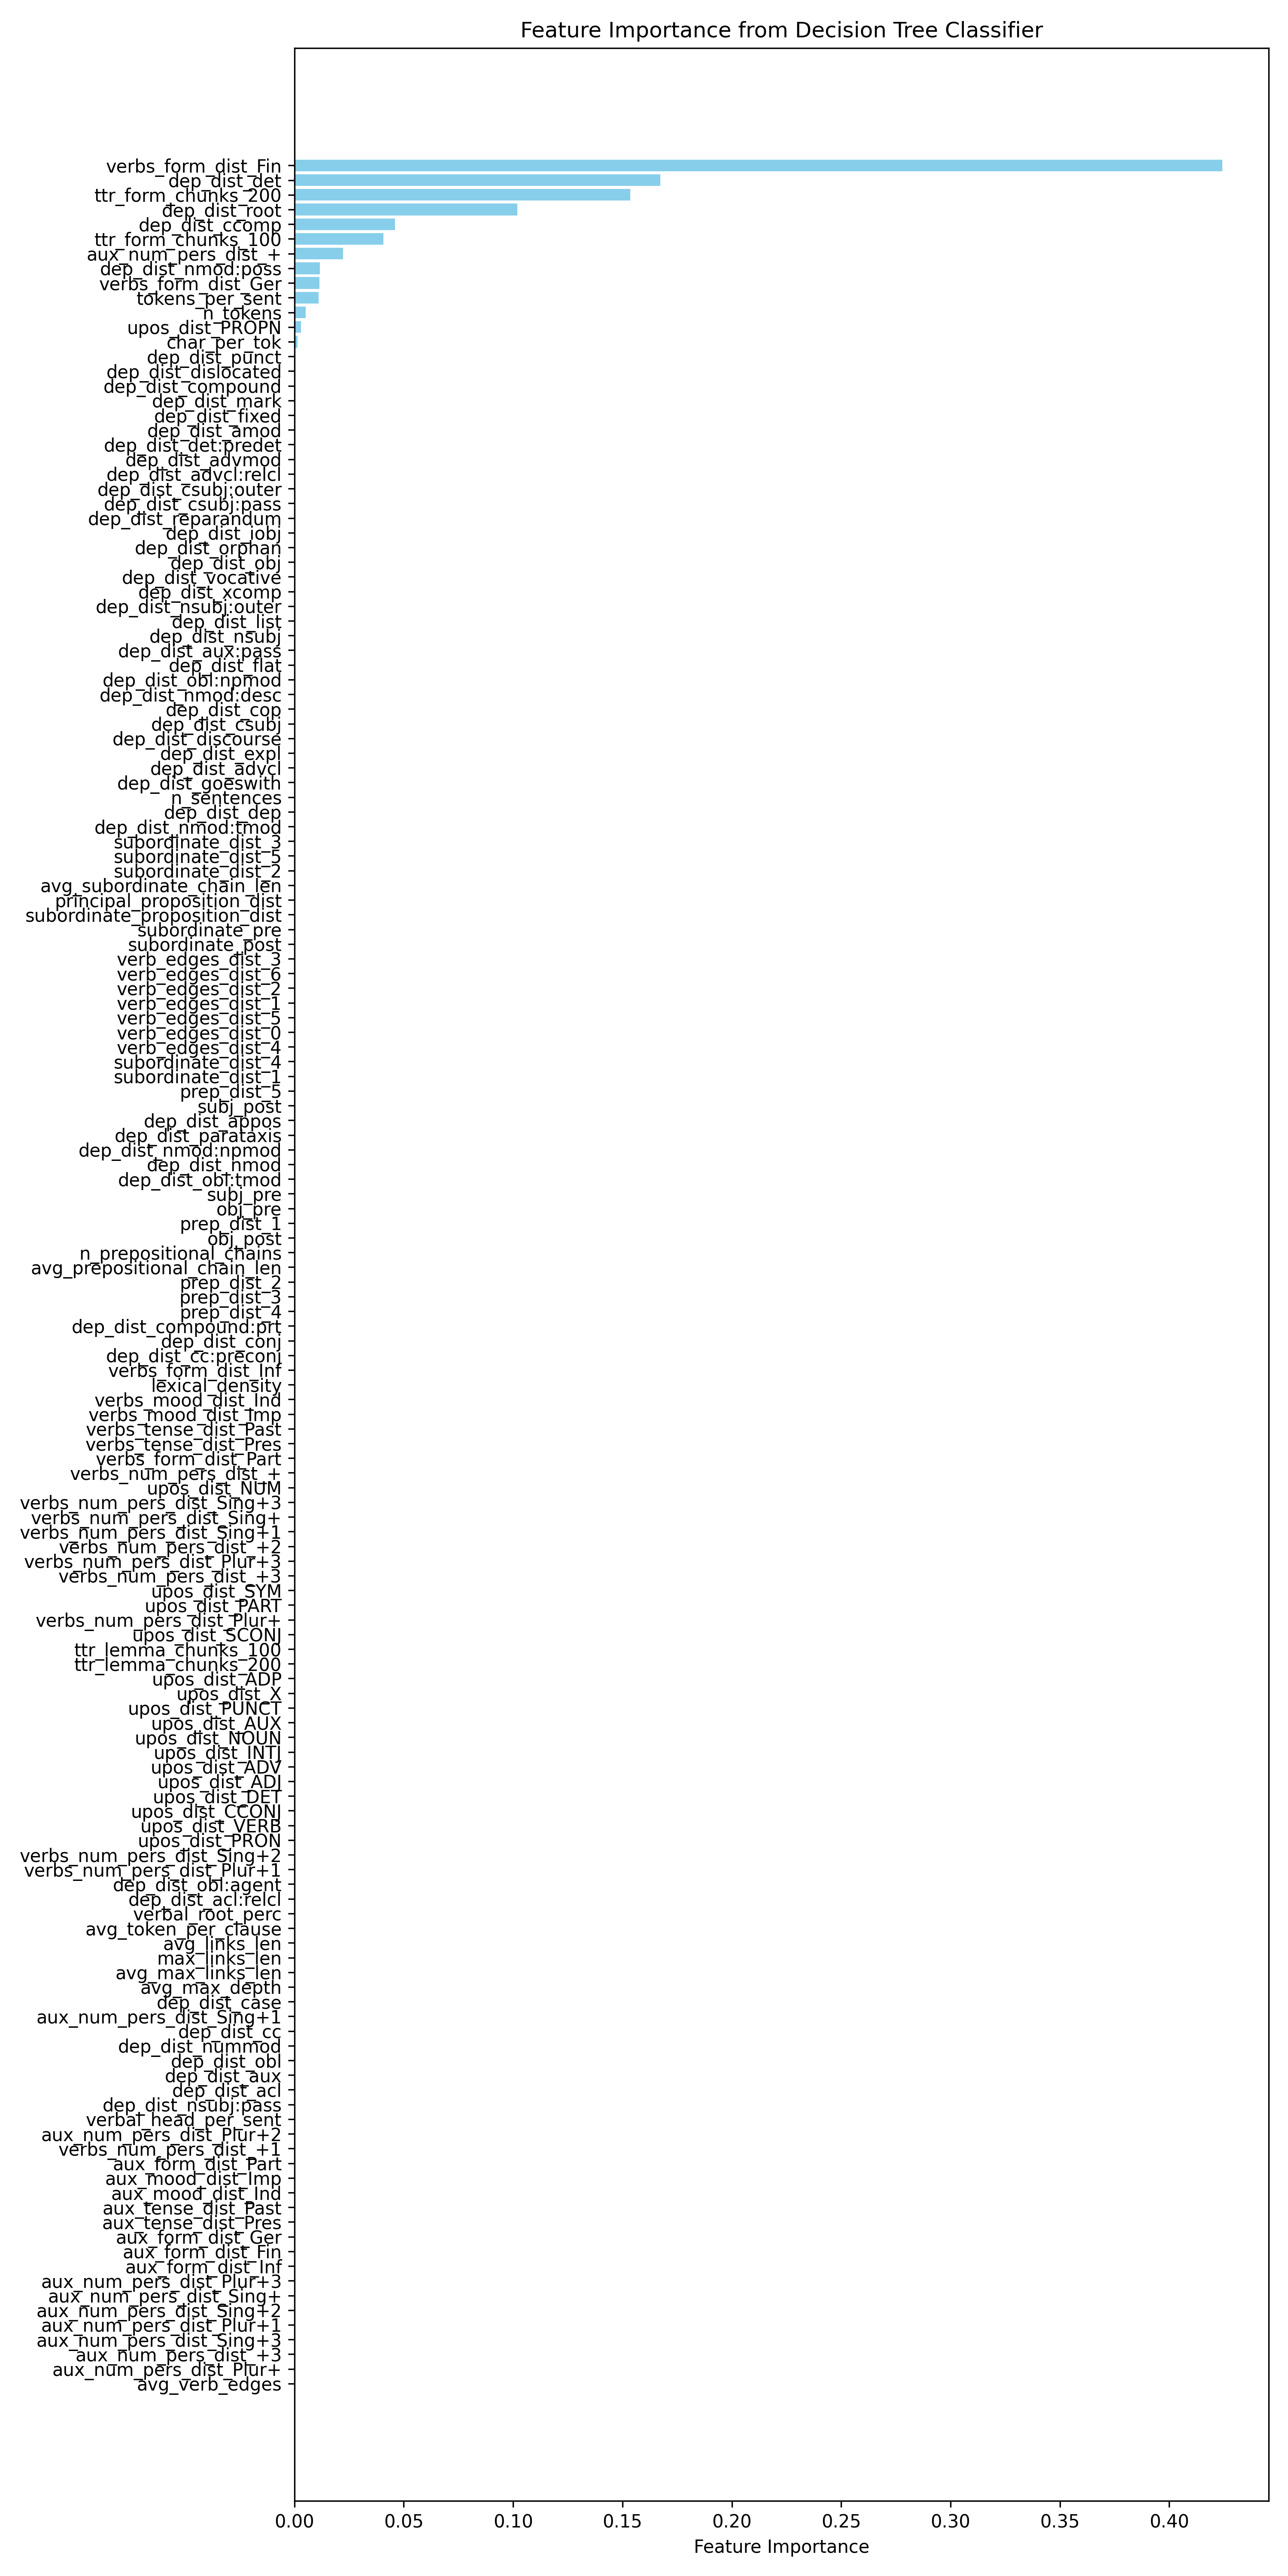 Feature Importance from Decision Tree Classifier
verbs_form_dist_Fin
dep_dist_det
ttr_form_chunks_200
dep_dist_root
dep_dist_ccomp
ttr_form_chunks_100
aux_num_pers_dist_+
dep_dist_nmod:poss
verbs_form_dist_Ger
tokens_per_sent
n_tokens
upos_dist_PROPN
char_per_tok
dep_dist_punct
dep_dist_dislocated
dep_dist_compound
dep_dist_mark
dep_dist_fixed
dep_dist_amod
dep_dist_det:predet
dep_dist_advmod
dep_dist_advcl:relcl
dep_dist_csubj:outer
dep_dist_csubj:pass
dep_dist_reparandum
dep_dist_iobj
dep_dist_orphan
dep_dist_obj
dep_dist_vocative
dep_dist_xcomp
dep_dist_nsubj:outer
dep_dist_list
dep_dist_nsubj
dep_dist_aux:pass
dep_dist_flat
dep_dist_obl:npmod
dep_dist_nmod:desc
dep_dist_cop
dep_dist_csubj
dep_dist_discourse
dep_dist_expl
dep_dist_advcl
dep_dist_goeswith
n_sentences
dep_dist_dep
dep_dist_nmod:tmod
subordinate_dist_3
subordinate_dist_5
subordinate_dist_2
avg_subordinate_chain_len
principal_proposition_dist
subordinate_proposition_dist
subordinate_pre
subordinate_post
verb_edges_dist_3
verb_edges_dist_6
verb_edges_dist_2
verb_edges_dist_1
verb_edges_dist_5
verb_edges_dist_0
verb_edges_dist_4
subordinate_dist_4
subordinate_dist_1
prep_dist_5
subj_post
dep_dist_appos
dep_dist_parataxis
dep_dist_nmod:npmod
dep_dist_nmod
dep_dist_obl:tmod
subj_pre
obj_pre
prep_dist_1
obj_post
n_prepositional_chains
avg_prepositional_chain_len
prep_dist_2
prep_dist_3
prep_dist_4
dep_dist_compound:prt
dep_dist_conj
dep_dist_cc:preconj
verbs_form_dist_Inf
lexical_density
verbs_mood_dist_Ind
verbs_mood_dist_Imp
verbs_tense_dist_Past
verbs_tense_dist_Pres
verbs_form_dist_Part
verbs_num_pers_dist_+
upos_dist_NUM
verbs_num_pers_dist_Sing+3
verbs_num_pers_dist_Sing+
verbs_num_pers_dist_Sing+1
verbs_num_pers_dist_+2
verbs_num_pers_dist_Plur+3
verbs_num_pers_dist_+3
upos_dist_SYM
upos_dist_PART
verbs_num_pers_dist_Plur+
upos_dist_SCONJ
ttr_lemma_chunks_100
ttr_lemma_chunks_200
upos_dist_ADP
upos_dist_X
upos_dist_PUNCT
upos_dist_AUX
upos_dist_NOUN
upos_dist_INTJ
upos_dist_ADV
upos_dist_ADJ
upos_dist_DET
upos_dist_CCONJ
upos_dist_VERB
upos_dist_PRON
verbs_num_pers_dist_Sing+2
verbs_num_pers_dist_Plur+1
dep_dist_obl:agent
dep_dist_acl:relcl
verbal_root_perc
avg_token_per_clause
avg_links_len
max_links_len
avg_max_links_len
avg_max_depth
dep_dist_case
aux_num_pers_dist_Sing+1
dep_dist_cc
dep_dist_nummod
dep_dist_obl
dep_dist_aux
dep_dist_acl
dep_dist_nsubj:pass
verbal_head_per_sent
aux_num_pers_dist_Plur+2
verbs_num_pers_dist_+1
aux_form_dist_Part
aux_mood_dist_Imp
aux_mood_dist_Ind
aux_tense_dist_Past
aux_tense_dist_Pres
aux_form_dist_Ger
aux_form_dist_Fin
aux_form_dist_Inf
aux_num_pers_dist_Plur+3
aux_num_pers_dist_Sing+
aux_num_pers_dist_Sing+2
aux_num_pers_dist_Plur+1
aux_num_pers_dist_Sing+3
aux_num_pers_dist_+3
aux_num_pers_dist_Plur+
avg_verb_edges
0.00 0.05 0.10 0.15 0.20 0.25 0.30 0.35 0.40
Feature Importance